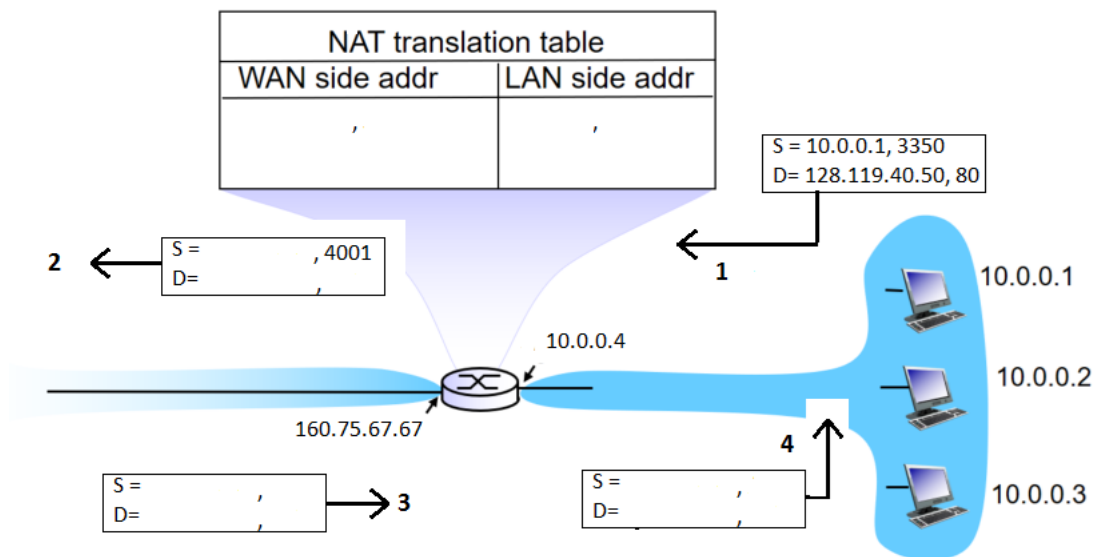 NAT translation table
WAN side addr LAN side addr
, ,
S = 10.0.0.1, 3350
D= 128.119.40.50, 80
1
2
S = , 4001
D= ,
10.0.0.1
10.0.0.4
10.0.0.2
160.75.67.67
4
S = ,
D= ,
3
S = ,
D= ,
10.0.0.3